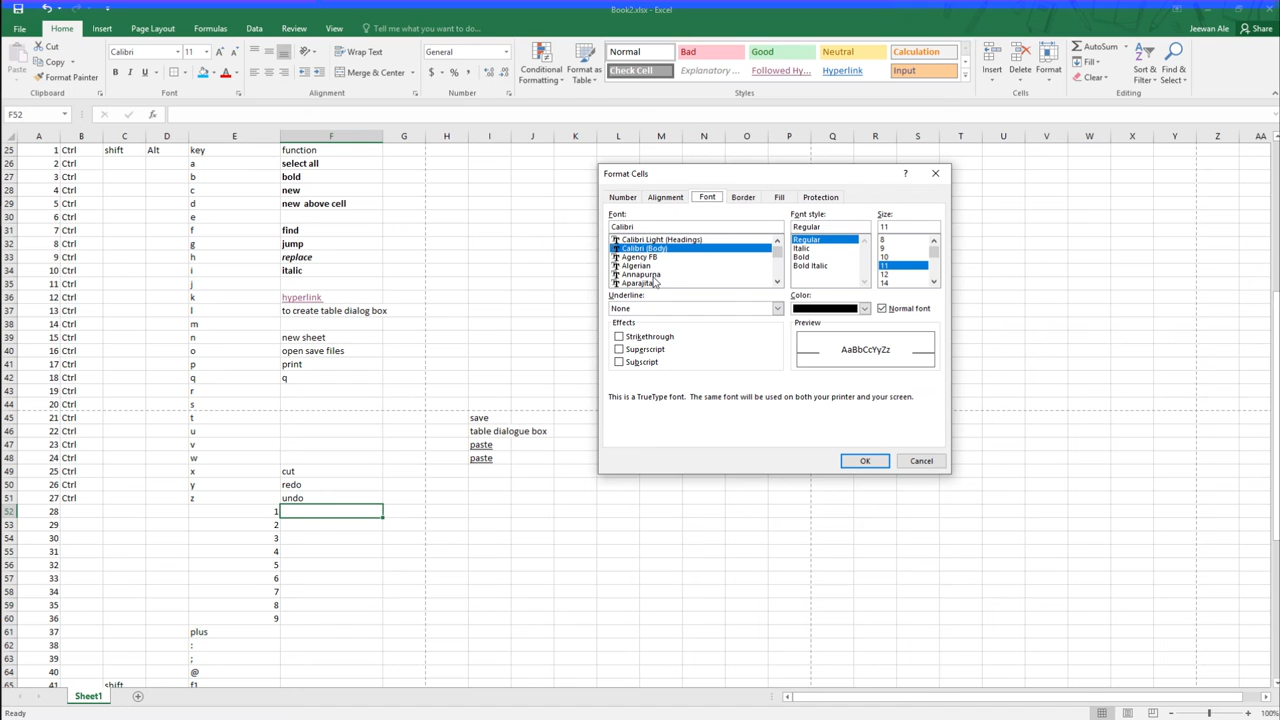 Book2.xlsx - Excel
File Home Insert Page Layout Formulas Data Review View Tell me what you want to do... Jeewan Ale Share
Paste
Cut
Copy
Format Painter
Clipboard
Calibri 11
B I U
Font
Wrap Text
Merge & Center
Alignment
General
$ % ,
Number
Conditional Formatting
Format as Table
Normal Bad Good Neutral Calculation
Check Cell Explanatory ... Followed Hy... Hyperlink Input
Styles
Insert Delete Format
Cells
AutoSum
Fill
Clear
Sort & Filter
Find & Select
Editing
F52 fx
A B C D E F G H I J K L M N O P Q R S T U V W X Y Z AA
25 1 Ctrl shift Alt key function
26 2 Ctrl a select all
27 3 Ctrl b bold
28 4 Ctrl c new
29 5 Ctrl d new above cell
30 6 Ctrl e
31 7 Ctrl f find
32 8 Ctrl g jump
33 9 Ctrl h replace
34 10 Ctrl i italic
35 11 Ctrl j
36 12 Ctrl k hyperlink
37 13 Ctrl l to create table dialog box
38 14 Ctrl m
39 15 Ctrl n new sheet
40 16 Ctrl o open save files
41 17 Ctrl p print
42 18 Ctrl q q
43 19 Ctrl r
44 20 Ctrl s
45 21 Ctrl t save
46 22 Ctrl u table dialogue box
47 23 Ctrl v paste
48 24 Ctrl w paste
49 25 Ctrl x cut
50 26 Ctrl y redo
51 27 Ctrl z undo
52 28 1
53 29 2
54 30 3
55 31 4
56 32 5
57 33 6
58 34 7
59 35 8
60 36 9
61 37 plus
62 38 :
63 39 ;
64 40 @
65 41 shift f1
Format Cells ?
Number Alignment Font Border Fill Protection
Font: Font style: Size:
Calibri Regular 11
Calibri Light (Headings) Regular 8
Calibri (Body) Italic 9
Agency FB Bold 10
Algerian Bold Italic 11
Annapurna 12
Aparajita 14
Underline: Color:
None Normal font
Effects Preview
Strikethrough
Superscript
Subscript
AaBbCcYyZz
This is a TrueType font. The same font will be used on both your printer and your screen.
OK Cancel
Sheet1
Ready 100%